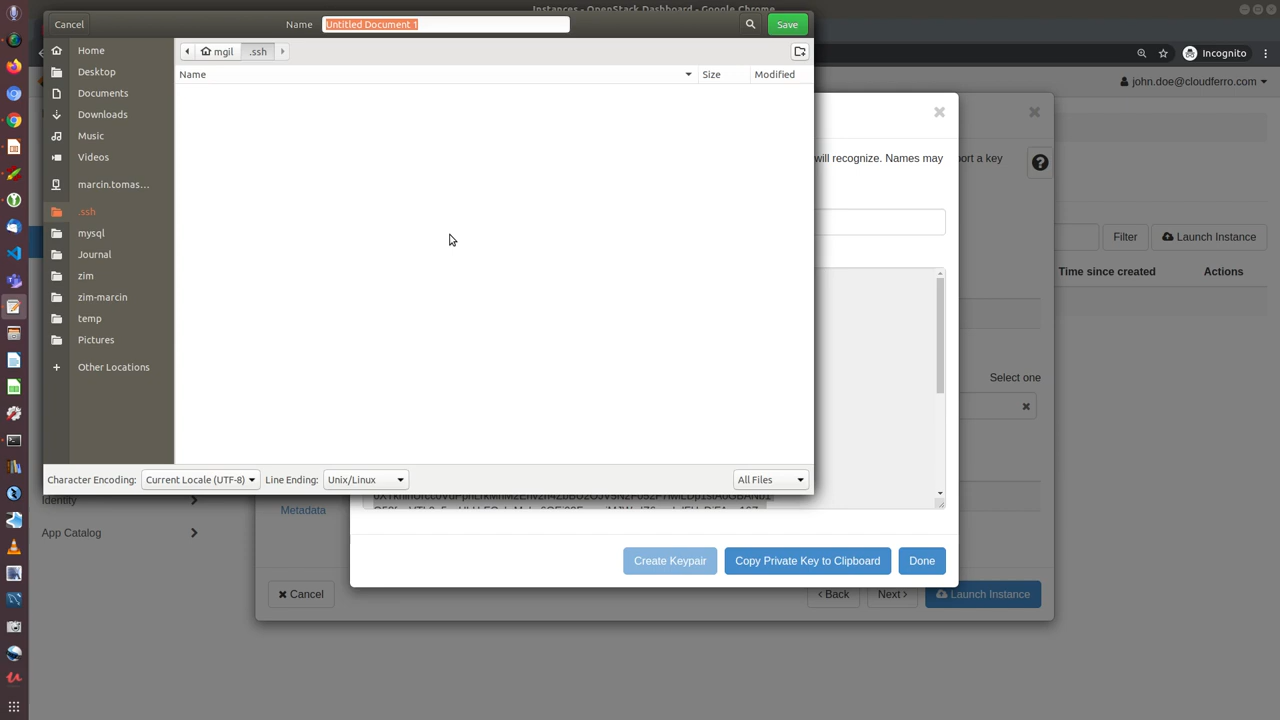 Instances - OpenStack Dashboard - Google Chrome
Cancel
Name
Untitled Document 1
Save
Incognito
Home
mgil
.ssh
Desktop
Name
Size
Modified
john.doe@cloudferro.com
Documents
Downloads
Music
Videos
will recognize. Names may
port a key
marcin.tomas...
.ssh
mysql
Filter
Launch Instance
Journal
zim
Time since created
Actions
zim-marcin
temp
Pictures
Other Locations
Select one
Character Encoding:
Current Locale (UTF-8)
Line Ending:
Unix/Linux
All Files
Identity
Metadata
App Catalog
Create Keypair
Copy Private Key to Clipboard
Done
Cancel
Back
Next
Launch Instance